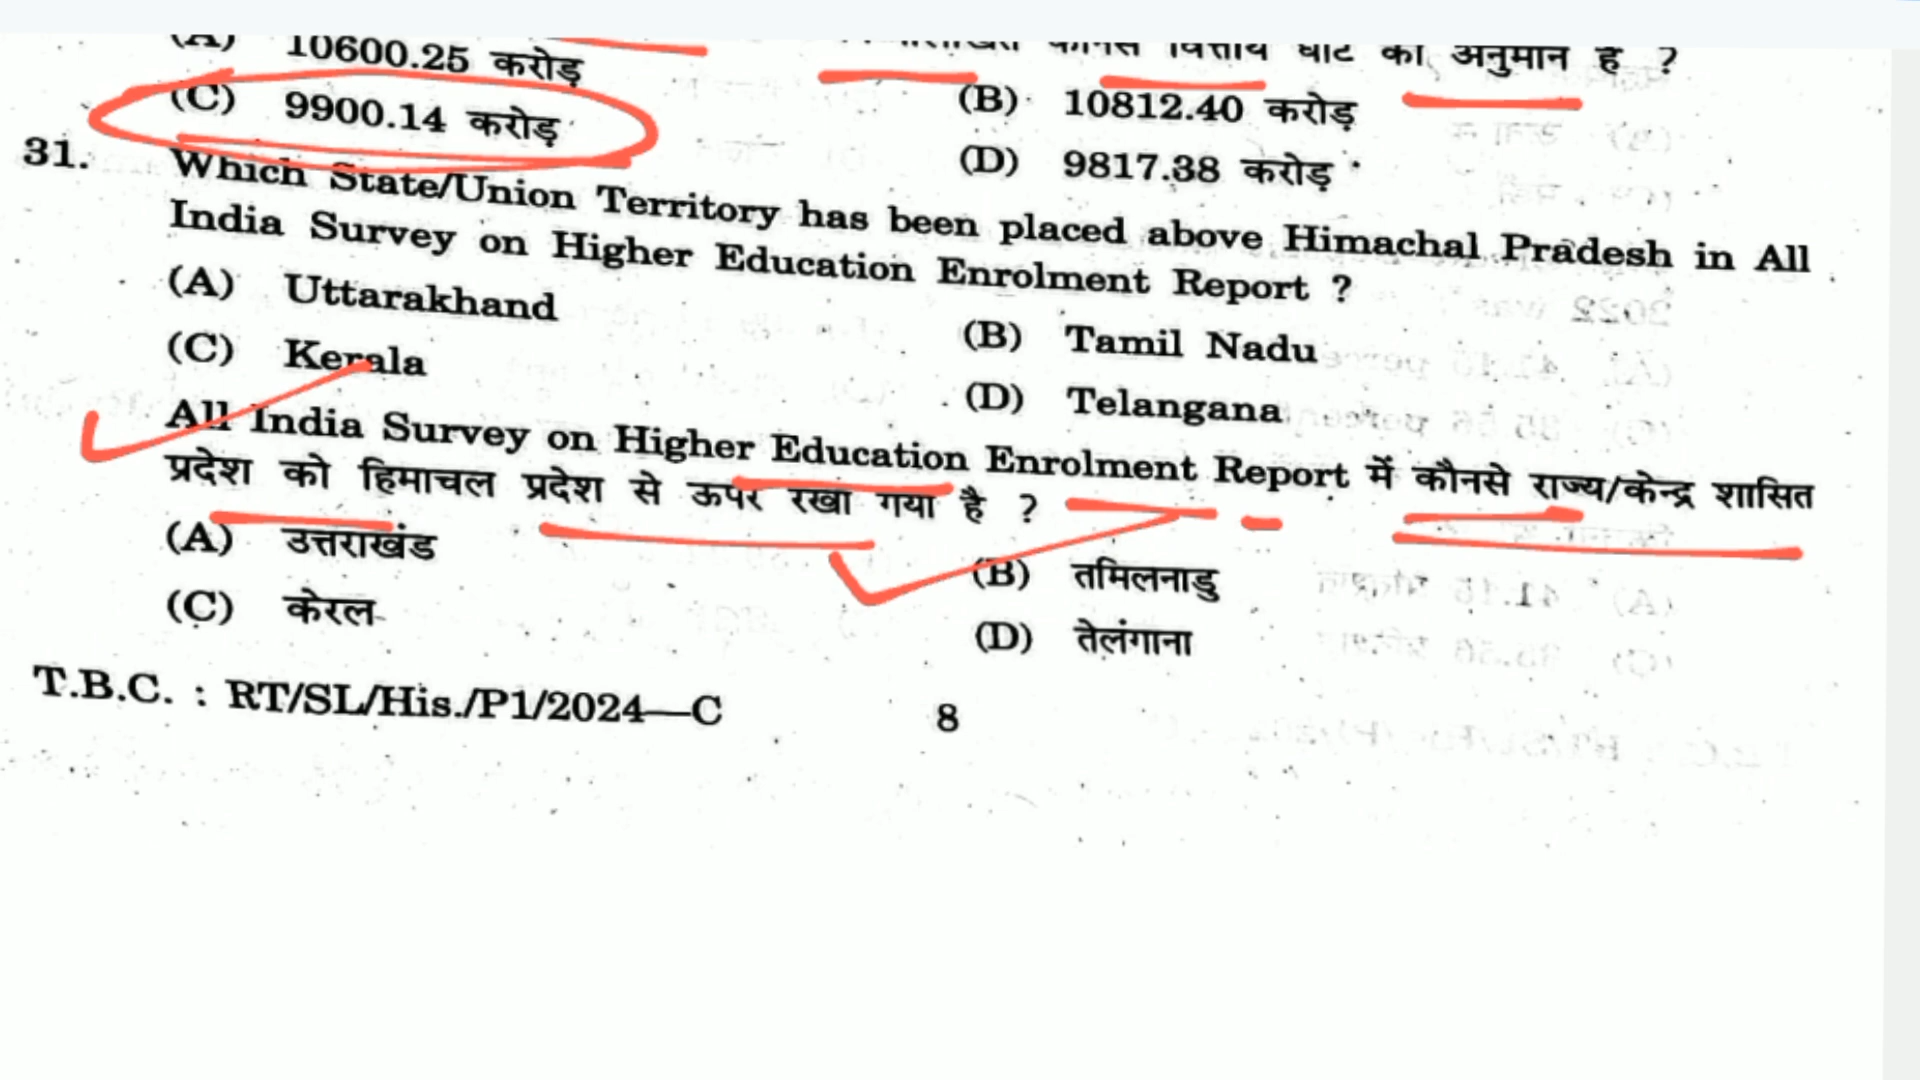 (A) 10600.25 करोड़
वित्तीय घाटे का अनुमान है ?
(B) 10812.40 करोड़
(C) 9900.14 करोड़
(D) 9817.38 करोड़
31. Which State/Union Territory has been placed above Himachal Pradesh in All
India Survey on Higher Education Enrolment Report ?
(A) Uttarakhand
(B) Tamil Nadu
(C) Kerala
(D) Telangana
All India Survey on Higher Education Enrolment Report में कौनसे राज्य/केन्द्र शासित
प्रदेश को हिमाचल प्रदेश से ऊपर रखा गया है ?
(A) उत्तराखंड
(B) तमिलनाडु
(C) केरल
(D) तेलंगाना
T.B.C. : RT/SL/His./P1/2024—C
8